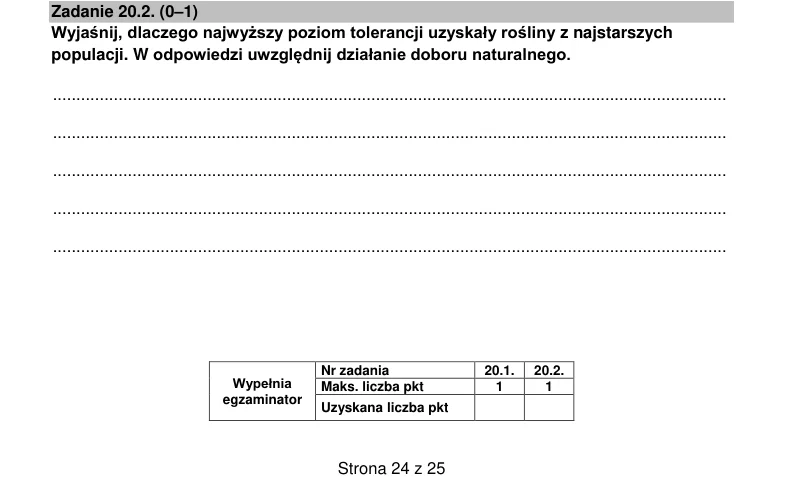 Zadanie 20.2. (0–1)
Wyjaśnij, dlaczego najwyższy poziom tolerancji uzyskały rośliny z najstarszych
populacji. W odpowiedzi uwzględnij działanie doboru naturalnego.
....................................................................................................................................................
....................................................................................................................................................
....................................................................................................................................................
....................................................................................................................................................
....................................................................................................................................................
Wypełnia
egzaminator
Nr zadania 20.1. 20.2.
Maks. liczba pkt 1 1
Uzyskana liczba pkt
Strona 24 z 25